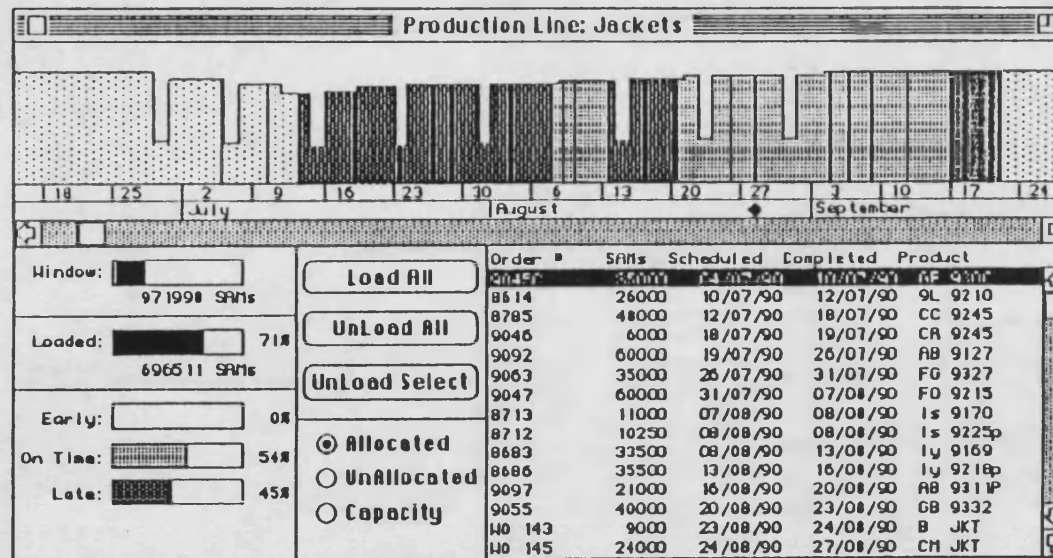 Production Line: Jackets
18 25 2 9 16 23 30 6 13 20 27 3 10 17 24
July August September
Window:
971998 SAMs
Loaded: 71%
696511 SAMs
Early: 0%
On Time: 54%
Late: 45%
Load All
UnLoad All
UnLoad Select
Allocated
UnAllocated
Capacity
Order # SAMs Scheduled Completed Product
8614 26000 10/07/90 12/07/90 9L 9210
8785 48000 12/07/90 18/07/90 CC 9245
9046 6000 18/07/90 19/07/90 CR 9245
9092 60000 19/07/90 26/07/90 AB 9127
9063 35000 26/07/90 31/07/90 FG 9327
9047 60000 31/07/90 07/08/90 FO 9215
8713 11000 07/08/90 08/08/90 Is 9170
8712 10250 08/08/90 08/08/90 Is 9225p
8683 33500 08/08/90 13/08/90 Iy 9169
8686 35500 13/08/90 16/08/90 Iy 9218p
9097 21000 16/08/90 20/08/90 AB 9311P
9055 40000 20/08/90 23/08/90 GB 9332
WO 143 9000 23/08/90 24/08/90 B JKT
WO 145 24000 24/08/90 27/08/90 CM JKT